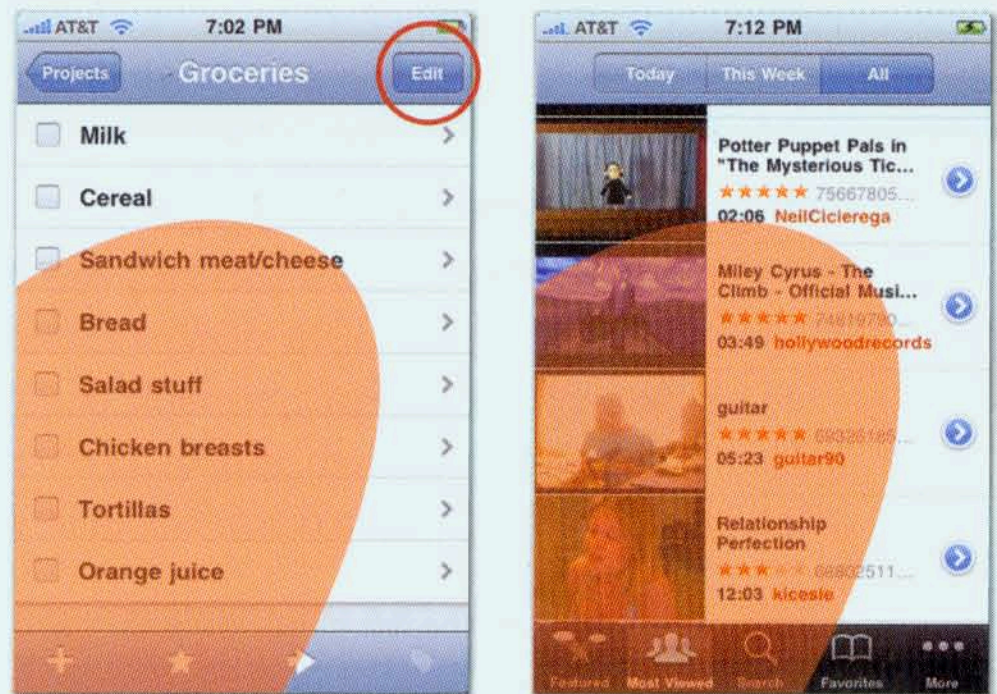 AT&T 7:02 PM
Projects Groceries Edit
Milk
Cereal
Sandwich meat/cheese
Bread
Salad stuff
Chicken breasts
Tortillas
Orange juice
AT&T 7:12 PM
Today This Week All
Potter Puppet Pals in
"The Mysterious Tic...
75667805...
02:06 NeilCicierega
Miley Cyrus - The
Climb - Official Musi...
74819790...
03:49 hollywoodrecords
guitar
69326185...
05:23 guitar90
Relationship
Perfection
68802511...
12:03 kicesie
Featured Most Viewed Search Favorites More